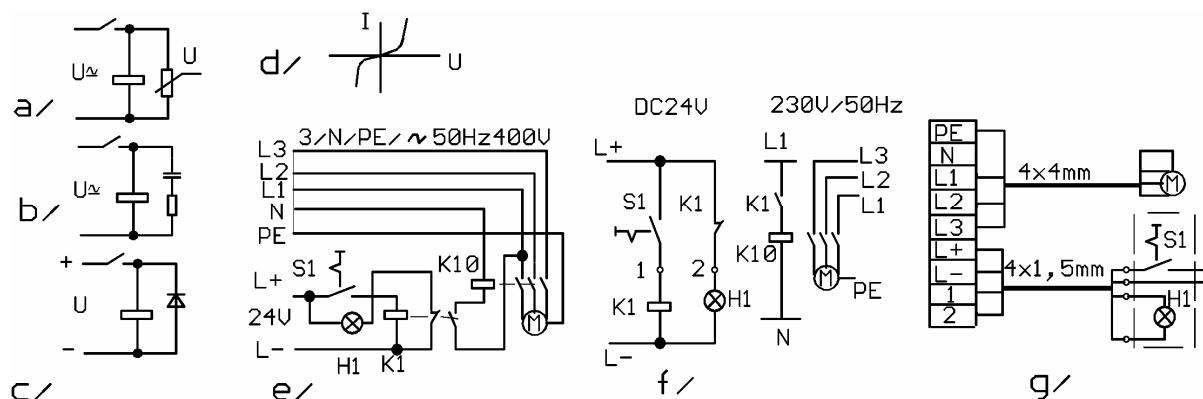 U≃
U
a/
U≃
b/
+
U
-
c/
I
U
d/
3/N/PE/∿50Hz400V
L3
L2
L1
N
PE
S1
K10
L+
24V
M
L-
H1
K1
e/
DC24V
L+
S1
K1
1
2
K1
H1
L-
230V/50Hz
L1
L3
L2
K1
L1
K10
M
PE
N
f/
PE
N
L1
4x4mm
M
L2
L3
S1
L+
L-
4x1,5mm
1
H1
2
g/